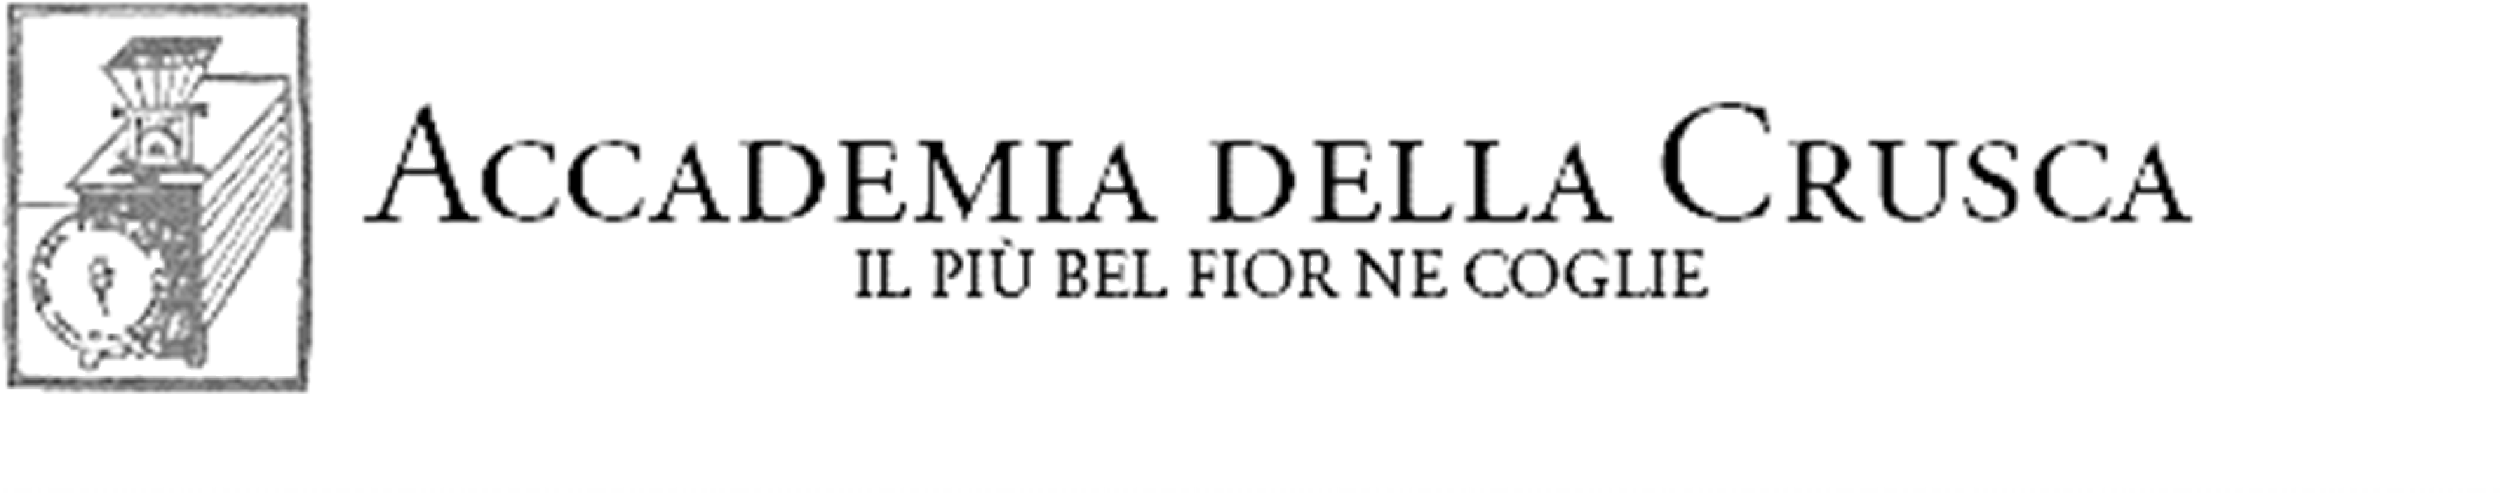 ACCADEMIA DELLA CRUSCA
IL PIÙ BEL FIOR NE COGLIE